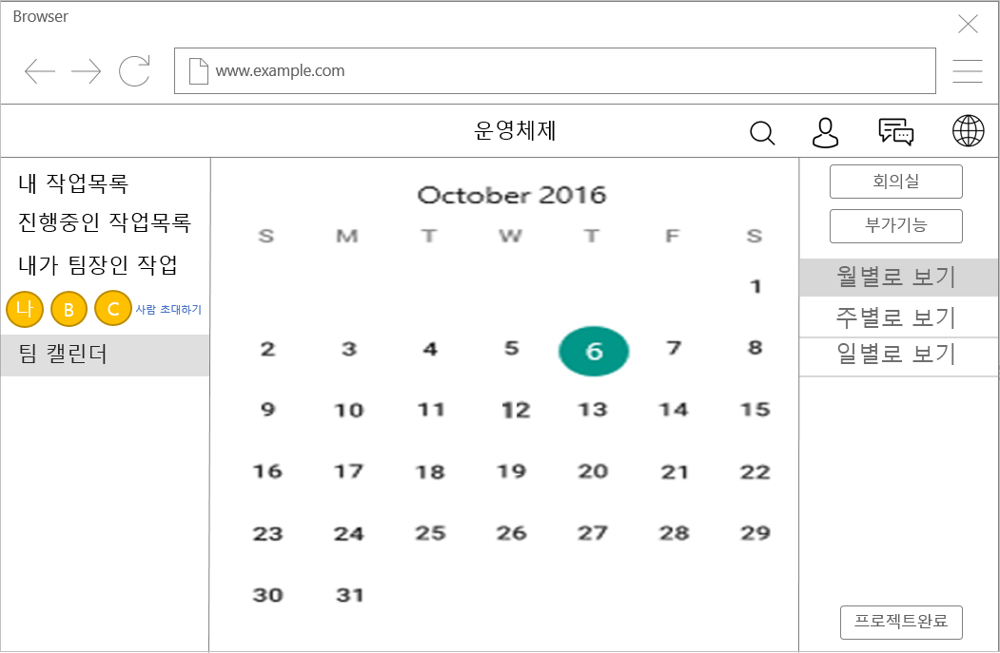 Browser
www.example.com
운영체제
내 작업목록
진행중인 작업목록
내가 팀장인 작업
나 B C 사람 초대하기
팀 캘린더
October 2016
S M T W T F S
1
2 3 4 5 6 7 8
9 10 11 12 13 14 15
16 17 18 19 20 21 22
23 24 25 26 27 28 29
30 31
회의실
부가기능
월별로 보기
주별로 보기
일별로 보기
프로젝트완료